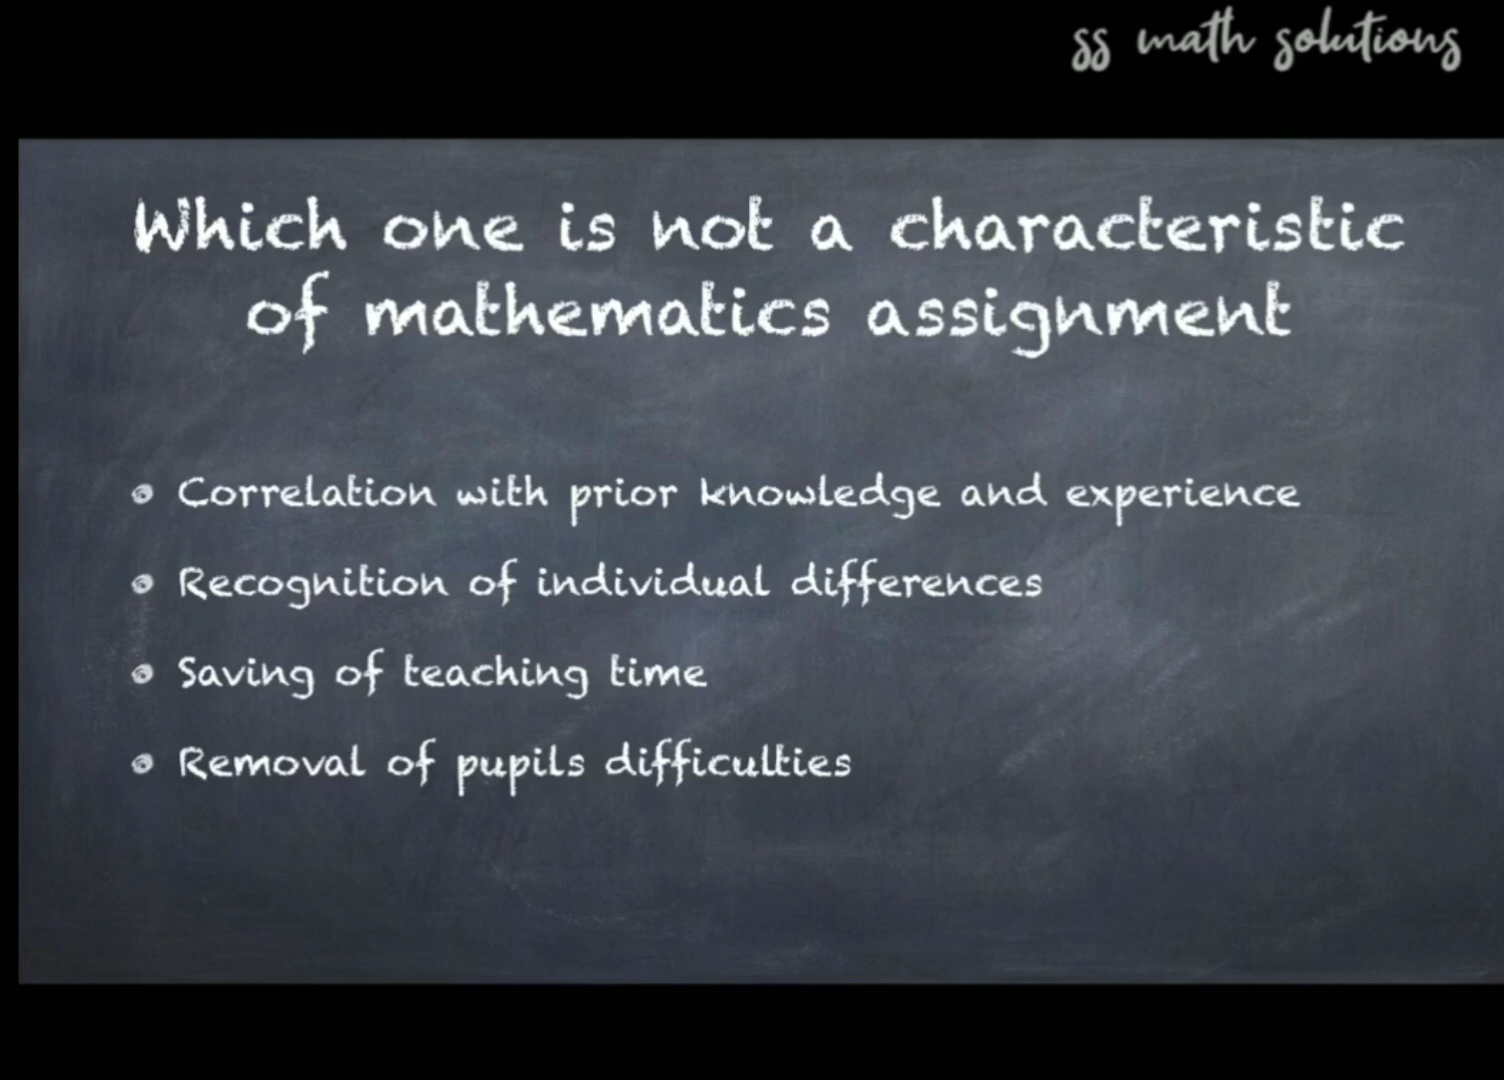 ss math solutions
Which one is not a characteristic
of mathematics assignment
Correlation with prior knowledge and experience
Recognition of individual differences
Saving of teaching time
Removal of pupils difficulties